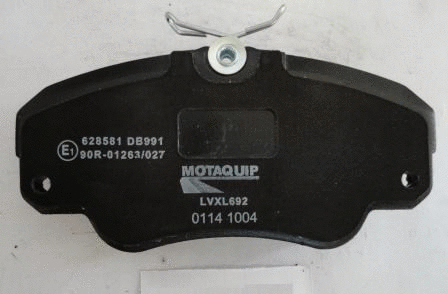 628581 DB991
E1 90R-01263/027
MOTAQUIP
LVXL692
0114 1004